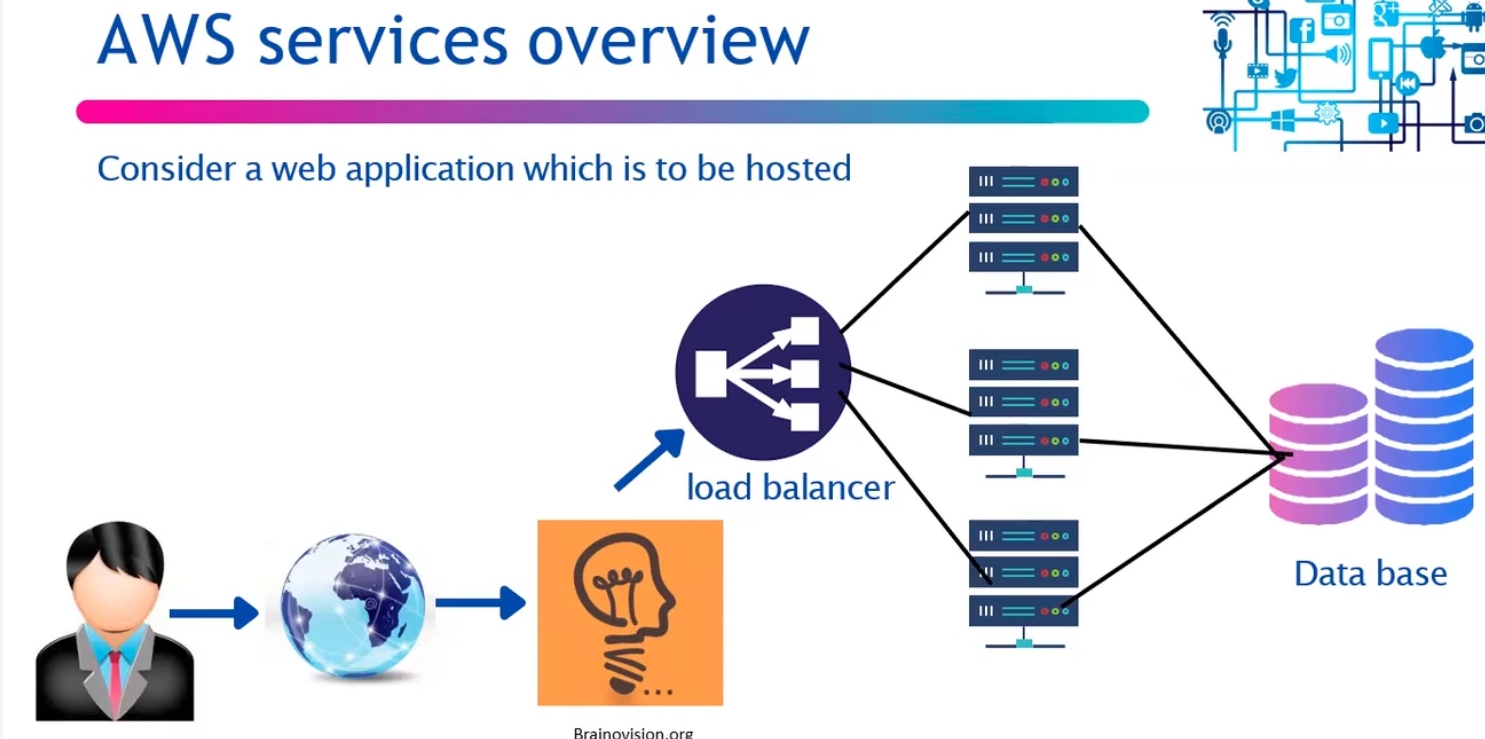 AWS services overview
Consider a web application which is to be hosted
load balancer
Data base
Brainovision.org